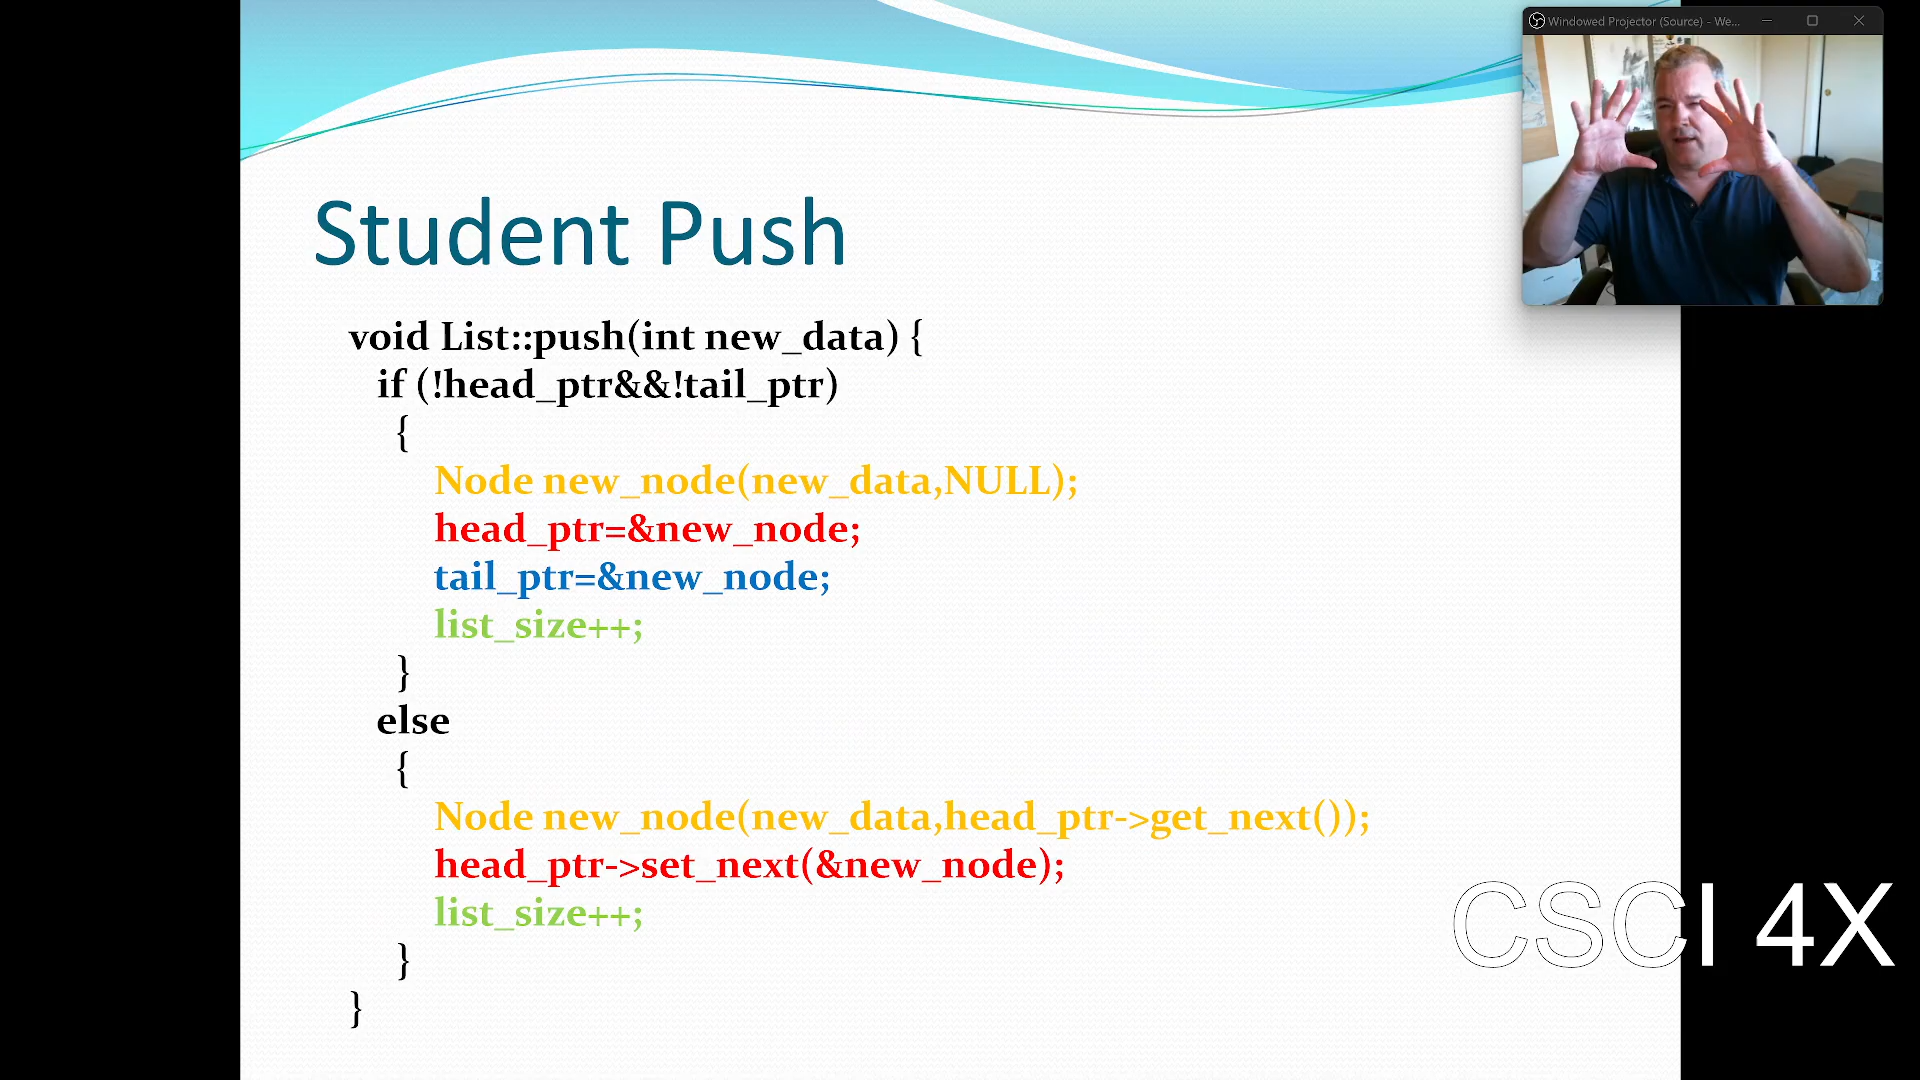 Windowed Projector (Source) - We...
Student Push
void List::push(int new_data) {
if (!head_ptr&&!tail_ptr)
{
Node new_node(new_data,NULL);
head_ptr=&new_node;
tail_ptr=&new_node;
list_size++;
}
else
{
Node new_node(new_data,head_ptr->get_next());
head_ptr->set_next(&new_node);
list_size++;
}
}
CSCI 4X